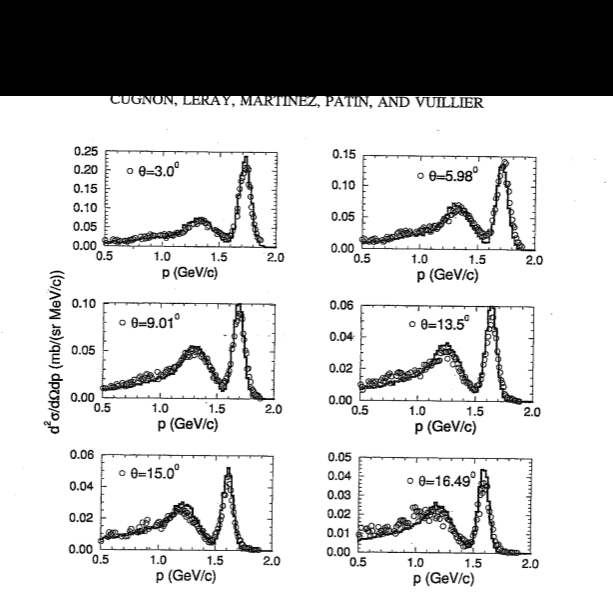 CUGNON, LERAY, MARTINEZ, PATIN, AND VUILLIER
d²σ/dΩdp (mb/(sr MeV/c))
0.25
0.20
0.15
0.10
0.05
0.00
○ θ=3.0⁰
0.5 1.0 1.5 2.0
p (GeV/c)
0.15
0.10
0.05
0.00
○ θ=5.98⁰
0.5 1.0 1.5 2.0
p (GeV/c)
0.10
0.05
0.00
○ θ=9.01⁰
0.5 1.0 1.5 2.0
p (GeV/c)
0.06
0.04
0.02
0.00
○ θ=13.5⁰
0.5 1.0 1.5 2.0
p (GeV/c)
0.06
0.04
0.02
0.00
○ θ=15.0⁰
0.5 1.0 1.5 2.0
p (GeV/c)
0.05
0.04
0.03
0.02
0.01
0.00
○ θ=16.49⁰
0.5 1.0 1.5 2.0
p (GeV/c)